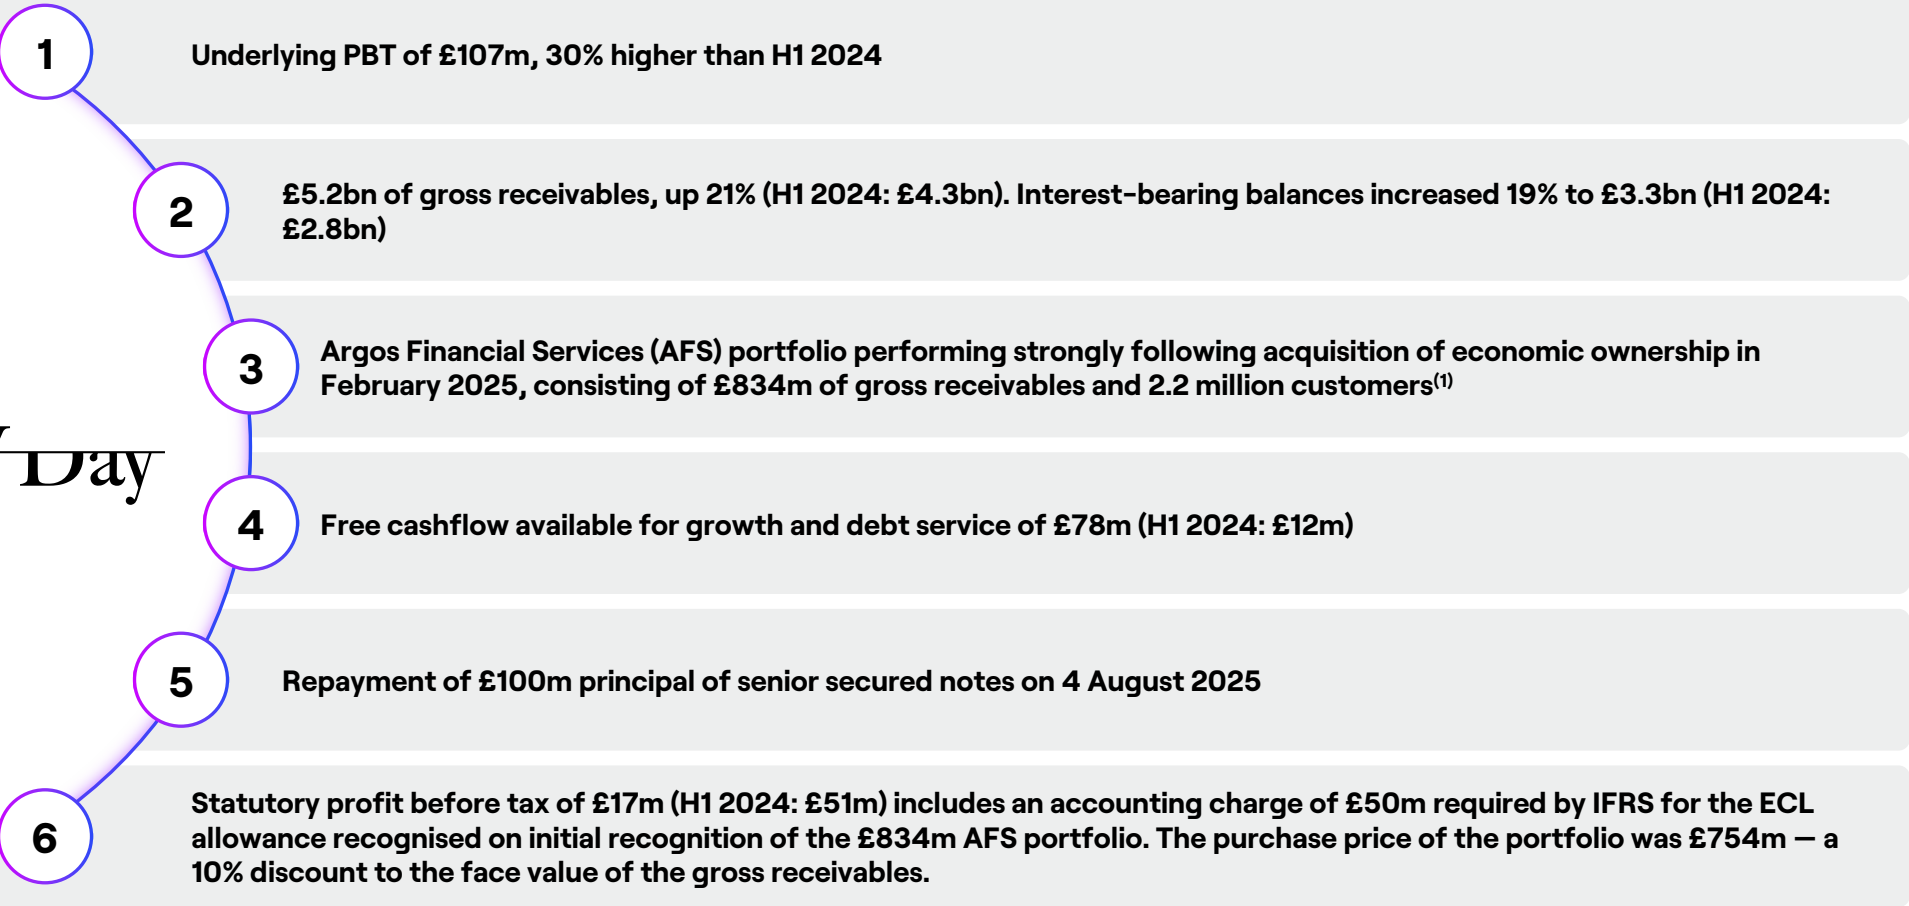 1
Underlying PBT of £107m, 30% higher than H1 2024
2
£5.2bn of gross receivables, up 21% (H1 2024: £4.3bn). Interest-bearing balances increased 19% to £3.3bn (H1 2024:
£2.8bn)
3
Argos Financial Services (AFS) portfolio performing strongly following acquisition of economic ownership in
February 2025, consisting of £834m of gross receivables and 2.2 million customers(1)
Day
4
Free cashflow available for growth and debt service of £78m (H1 2024: £12m)
5
Repayment of £100m principal of senior secured notes on 4 August 2025
6
Statutory profit before tax of £17m (H1 2024: £51m) includes an accounting charge of £50m required by IFRS for the ECL
allowance recognised on initial recognition of the £834m AFS portfolio. The purchase price of the portfolio was £754m — a
10% discount to the face value of the gross receivables.